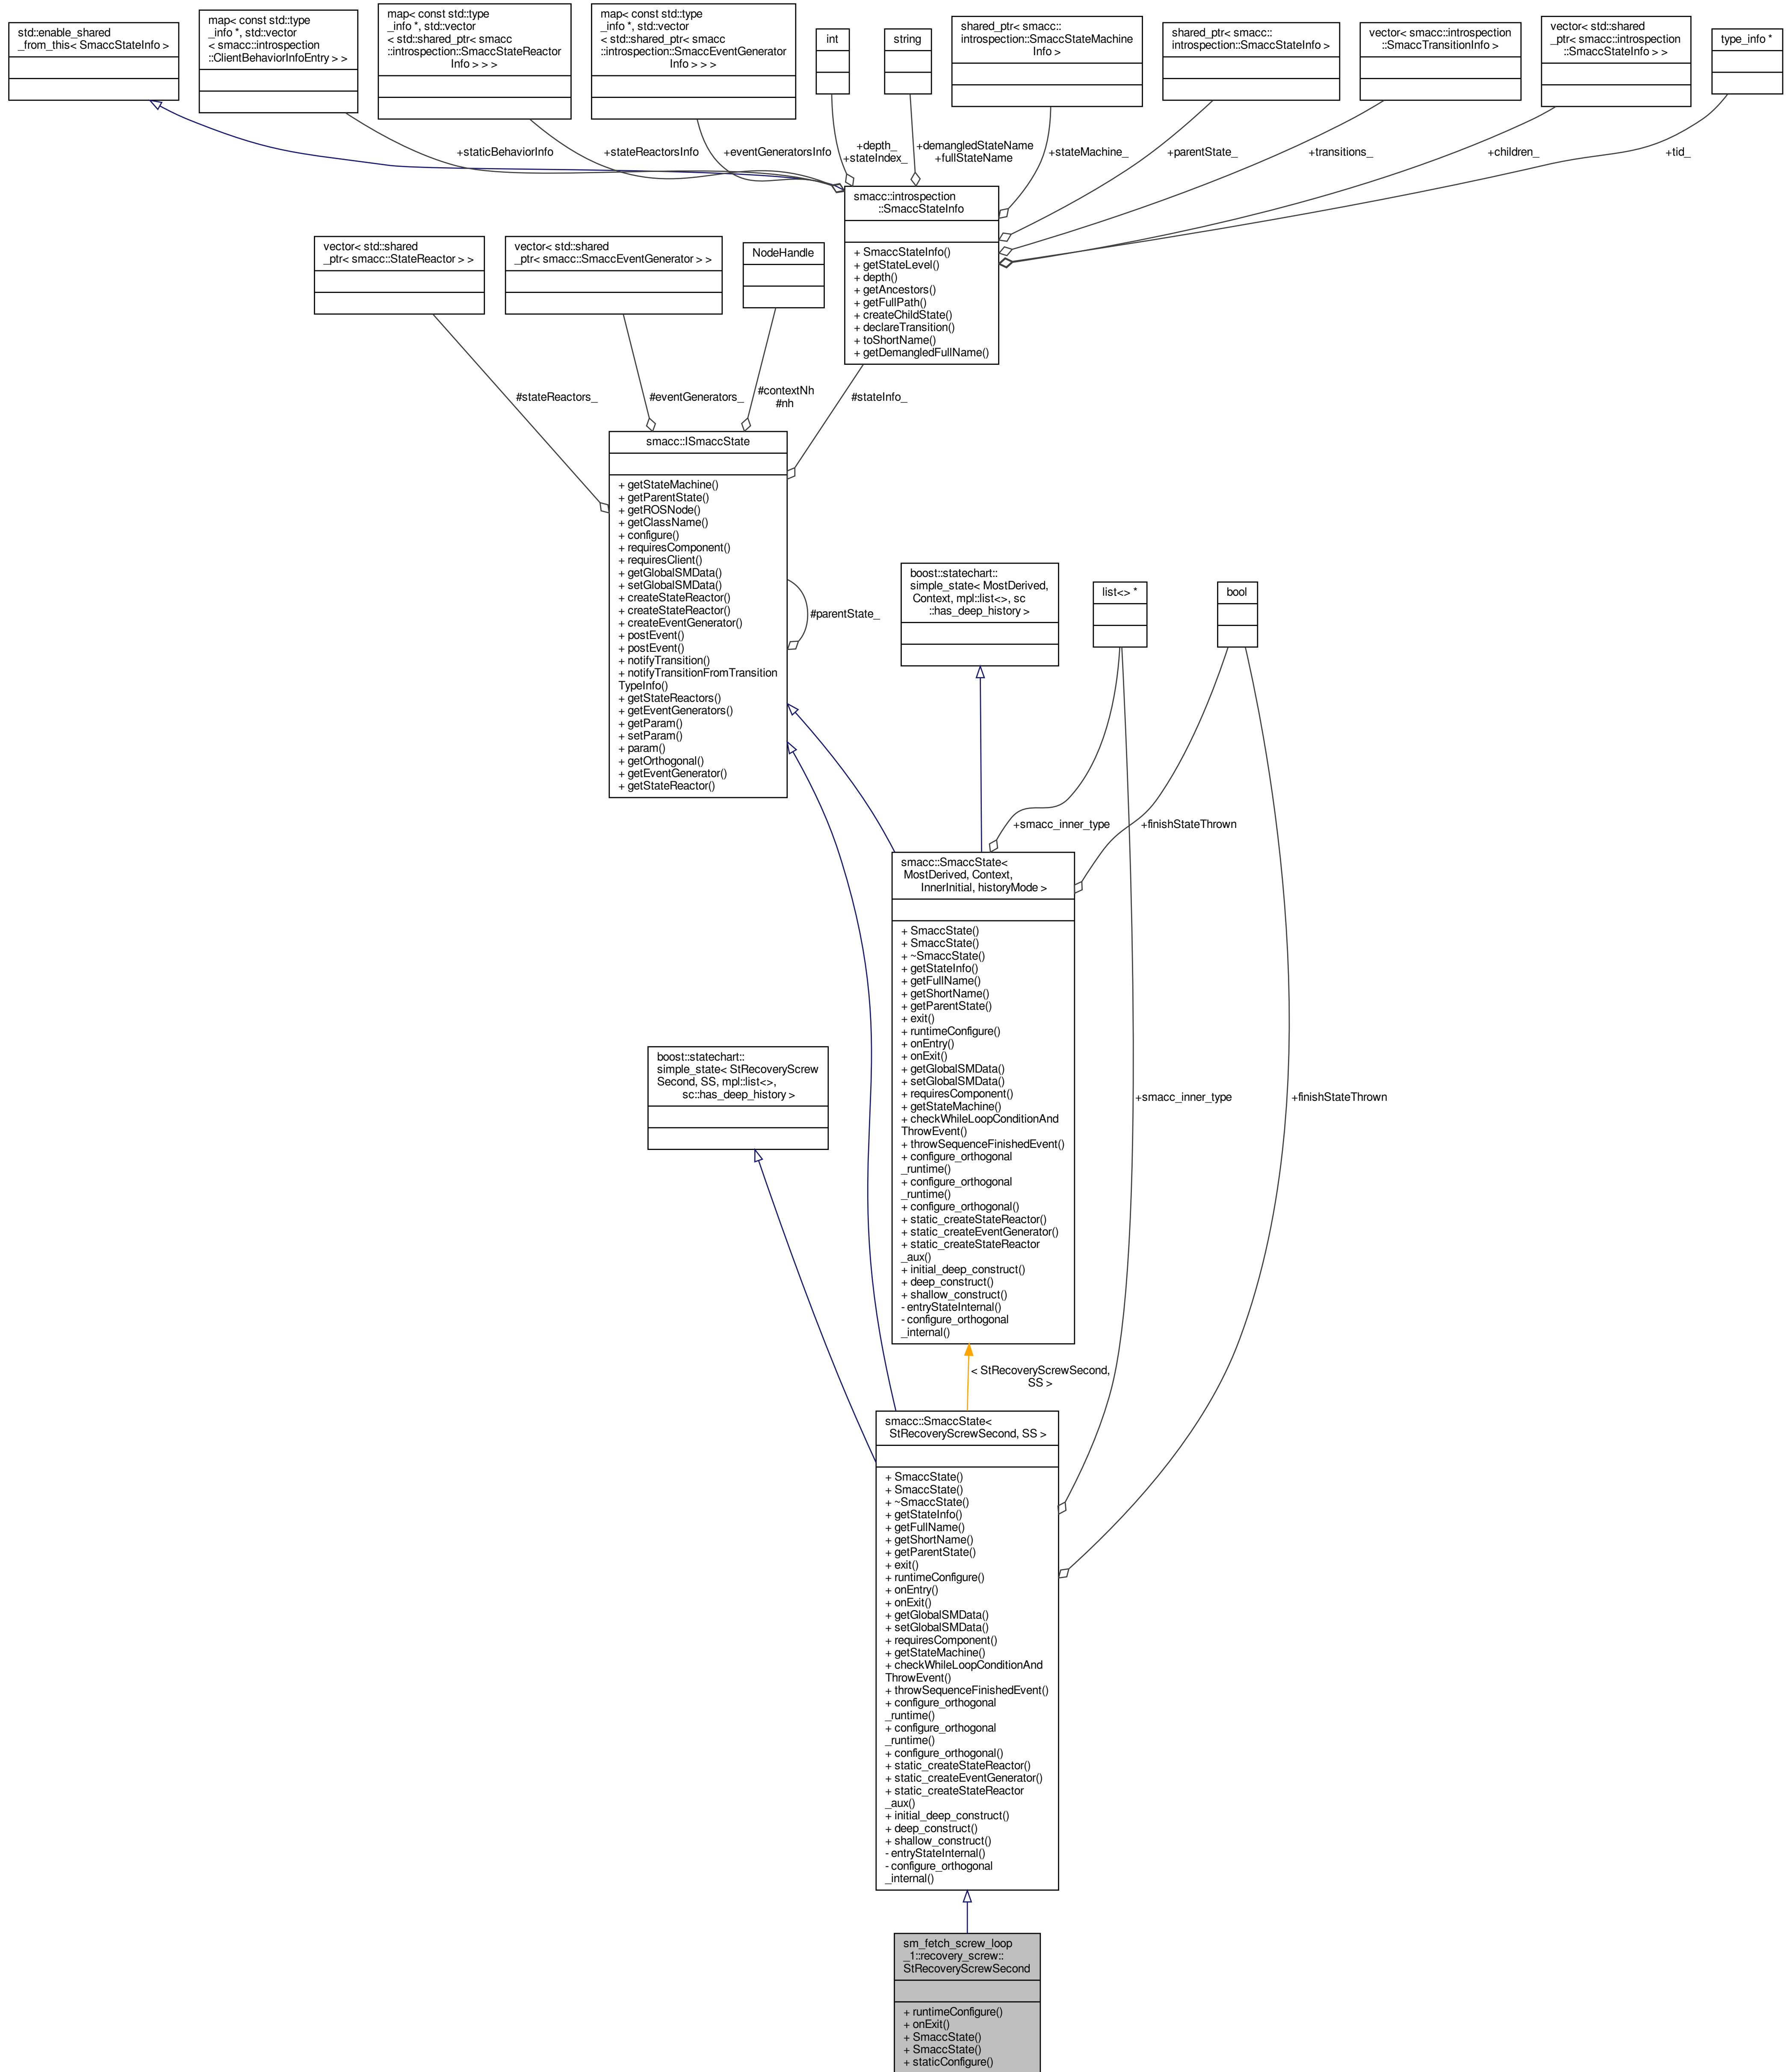 std::enable_shared
_from_this< SmaccStateInfo >
map< const std::type
_info *, std::vector
< smacc::introspection
::ClientBehaviorInfoEntry > >
map< const std::type
_info *, std::vector
< std::shared_ptr< smacc
::introspection::SmaccStateReactor
Info > > >
map< const std::type
_info *, std::vector
< std::shared_ptr< smacc
::introspection::SmaccEventGenerator
Info > > >
int
string
shared_ptr< smacc::
introspection::SmaccStateMachine
Info >
shared_ptr< smacc::
introspection::SmaccStateInfo >
vector< smacc::introspection
::SmaccTransitionInfo >
vector< std::shared
_ptr< smacc::introspection
::SmaccStateInfo > >
type_info *
+staticBehaviorInfo
+stateReactorsInfo
+eventGeneratorsInfo
+depth_
+stateIndex_
+demangledStateName
+fullStateName
+stateMachine_
+parentState_
+transitions_
+children_
+tid_
smacc::introspection
::SmaccStateInfo
+ SmaccStateInfo()
+ getStateLevel()
+ depth()
+ getAncestors()
+ getFullPath()
+ createChildState()
+ declareTransition()
+ toShortName()
+ getDemangledFullName()
vector< std::shared
_ptr< smacc::StateReactor > >
vector< std::shared
_ptr< smacc::SmaccEventGenerator > >
NodeHandle
#stateReactors_
#eventGenerators_
#contextNh
#nh
#stateInfo_
smacc::ISmaccState
+ getStateMachine()
+ getParentState()
+ getROSNode()
+ getClassName()
+ configure()
+ requiresComponent()
+ requiresClient()
+ getGlobalSMData()
+ setGlobalSMData()
+ createStateReactor()
+ createStateReactor()
+ createEventGenerator()
+ postEvent()
+ postEvent()
+ notifyTransition()
+ notifyTransitionFromTransition
TypeInfo()
+ getStateReactors()
+ getEventGenerators()
+ getParam()
+ setParam()
+ param()
+ getOrthogonal()
+ getEventGenerator()
+ getStateReactor()
#parentState_
boost::statechart::
simple_state< MostDerived,
Context, mpl::list<>, sc
::has_deep_history >
list<> *
bool
+smacc_inner_type
+finishStateThrown
smacc::SmaccState<
MostDerived, Context,
InnerInitial, historyMode >
+ SmaccState()
+ SmaccState()
+ ~SmaccState()
+ getStateInfo()
+ getFullName()
+ getShortName()
+ getParentState()
+ exit()
+ runtimeConfigure()
+ onEntry()
+ onExit()
+ getGlobalSMData()
+ setGlobalSMData()
+ requiresComponent()
+ getStateMachine()
+ checkWhileLoopConditionAnd
ThrowEvent()
+ throwSequenceFinishedEvent()
+ configure_orthogonal
_runtime()
+ configure_orthogonal
_runtime()
+ configure_orthogonal()
+ static_createStateReactor()
+ static_createEventGenerator()
+ static_createStateReactor
_aux()
+ initial_deep_construct()
+ deep_construct()
+ shallow_construct()
- entryStateInternal()
- configure_orthogonal
_internal()
boost::statechart::
simple_state< StRecoveryScrew
Second, SS, mpl::list<>,
sc::has_deep_history >
+smacc_inner_type
+finishStateThrown
< StRecoveryScrewSecond,
SS >
smacc::SmaccState<
StRecoveryScrewSecond, SS >
+ SmaccState()
+ SmaccState()
+ ~SmaccState()
+ getStateInfo()
+ getFullName()
+ getShortName()
+ getParentState()
+ exit()
+ runtimeConfigure()
+ onEntry()
+ onExit()
+ getGlobalSMData()
+ setGlobalSMData()
+ requiresComponent()
+ getStateMachine()
+ checkWhileLoopConditionAnd
ThrowEvent()
+ throwSequenceFinishedEvent()
+ configure_orthogonal
_runtime()
+ configure_orthogonal
_runtime()
+ configure_orthogonal()
+ static_createStateReactor()
+ static_createEventGenerator()
+ static_createStateReactor
_aux()
+ initial_deep_construct()
+ deep_construct()
+ shallow_construct()
- entryStateInternal()
- configure_orthogonal
_internal()
sm_fetch_screw_loop
_1::recovery_screw::
StRecoveryScrewSecond
+ runtimeConfigure()
+ onExit()
+ SmaccState()
+ SmaccState()
+ staticConfigure()